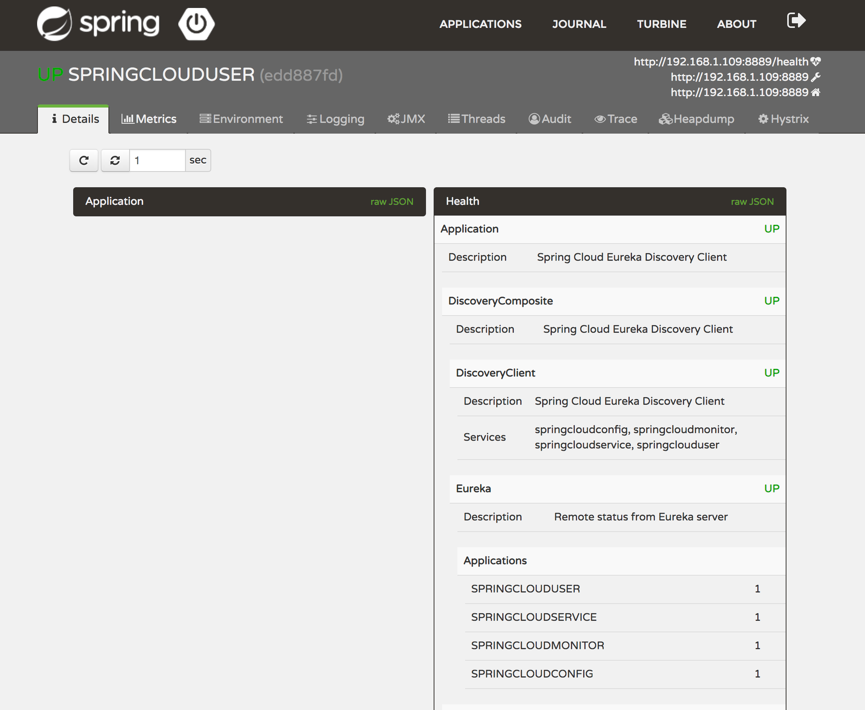 spring
APPLICATIONS JOURNAL TURBINE ABOUT
UP SPRINGCLOUDUSER (edd887fd)
http://192.168.1.109:8889/health
http://192.168.1.109:8889
http://192.168.1.109:8889
Details Metrics Environment Logging JMX Threads Audit Trace Heapdump Hystrix
1 sec
Application raw JSON
Health raw JSON
Application UP
Description Spring Cloud Eureka Discovery Client
DiscoveryComposite UP
Description Spring Cloud Eureka Discovery Client
DiscoveryClient UP
Description Spring Cloud Eureka Discovery Client
Services springcloudconfig, springcloudmonitor,
springcloudservice, springclouduser
Eureka UP
Description Remote status from Eureka server
Applications
SPRINGCLOUDUSER 1
SPRINGCLOUDSERVICE 1
SPRINGCLOUDMONITOR 1
SPRINGCLOUDCONFIG 1